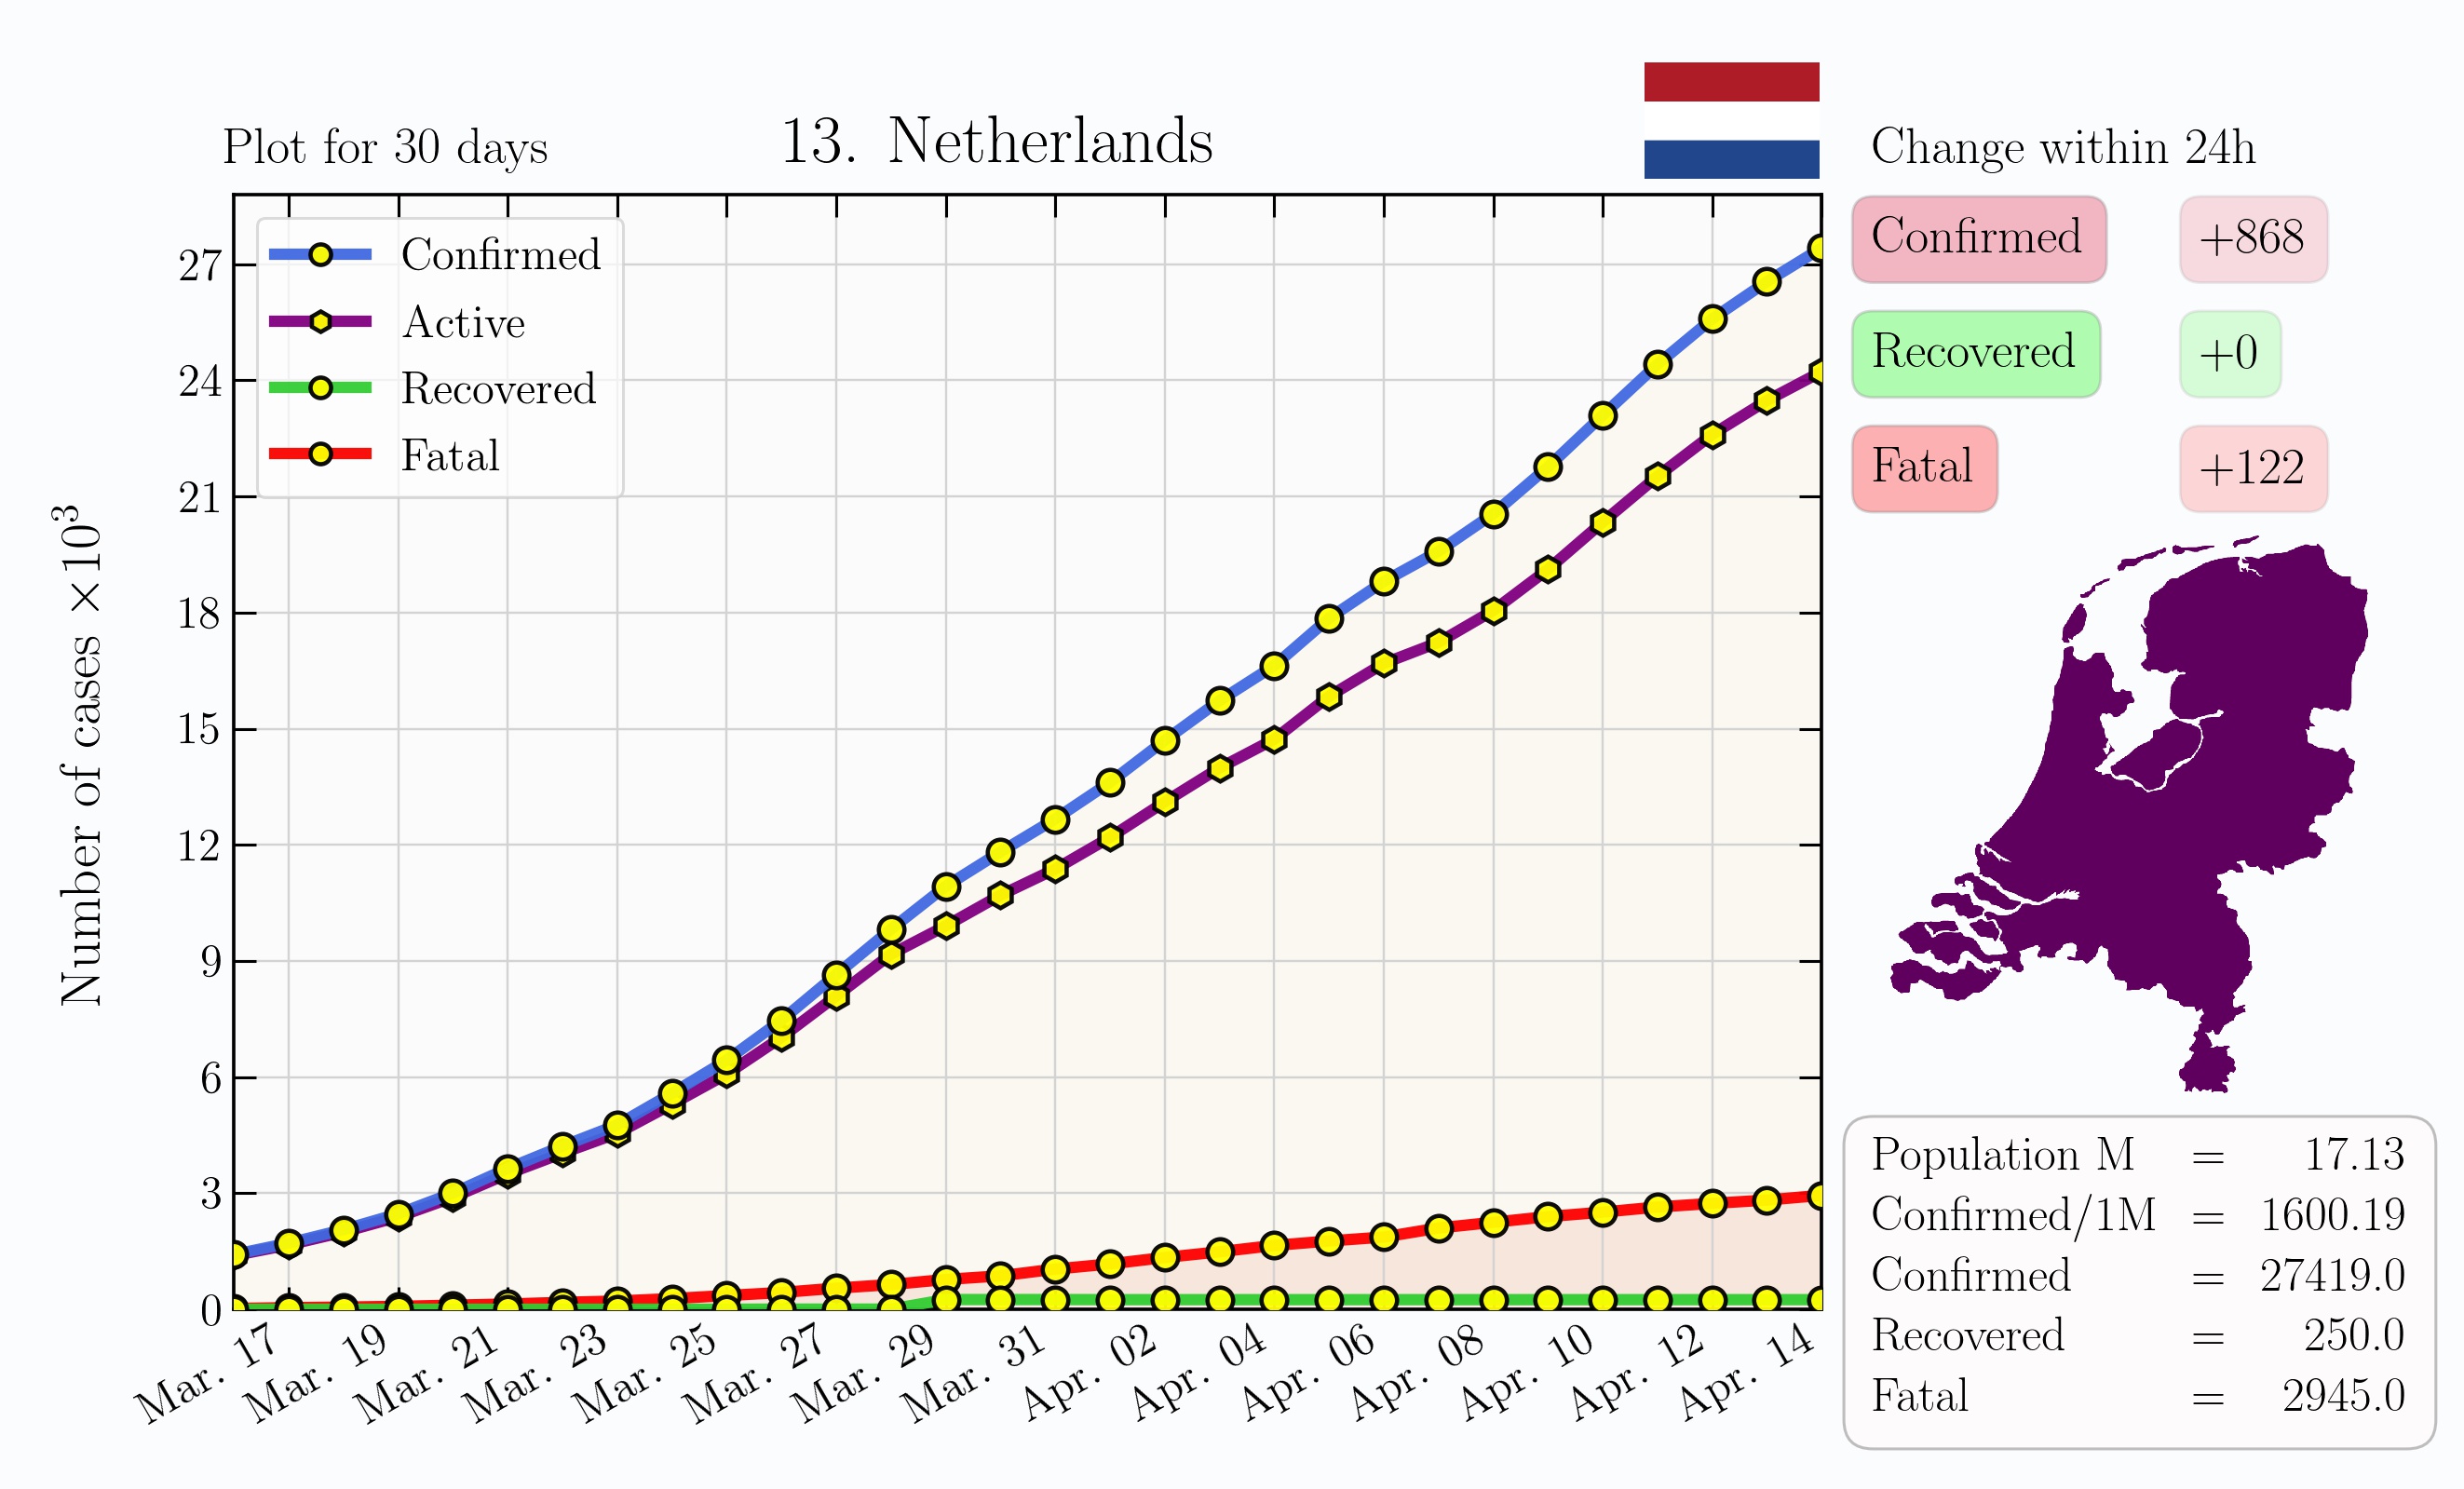 Plot for 30 days
13. Netherlands
Change within 24h
Confirmed +868
Recovered +0
Fatal +122
Confirmed
Active
Recovered
Fatal
Number of cases ×10³
27
24
21
18
15
12
9
6
3
0
Mar. 17
Mar. 19
Mar. 21
Mar. 23
Mar. 25
Mar. 27
Mar. 29
Mar. 31
Apr. 02
Apr. 04
Apr. 06
Apr. 08
Apr. 10
Apr. 12
Apr. 14
Population M = 17.13
Confirmed/1M = 1600.19
Confirmed = 27419.0
Recovered = 250.0
Fatal = 2945.0